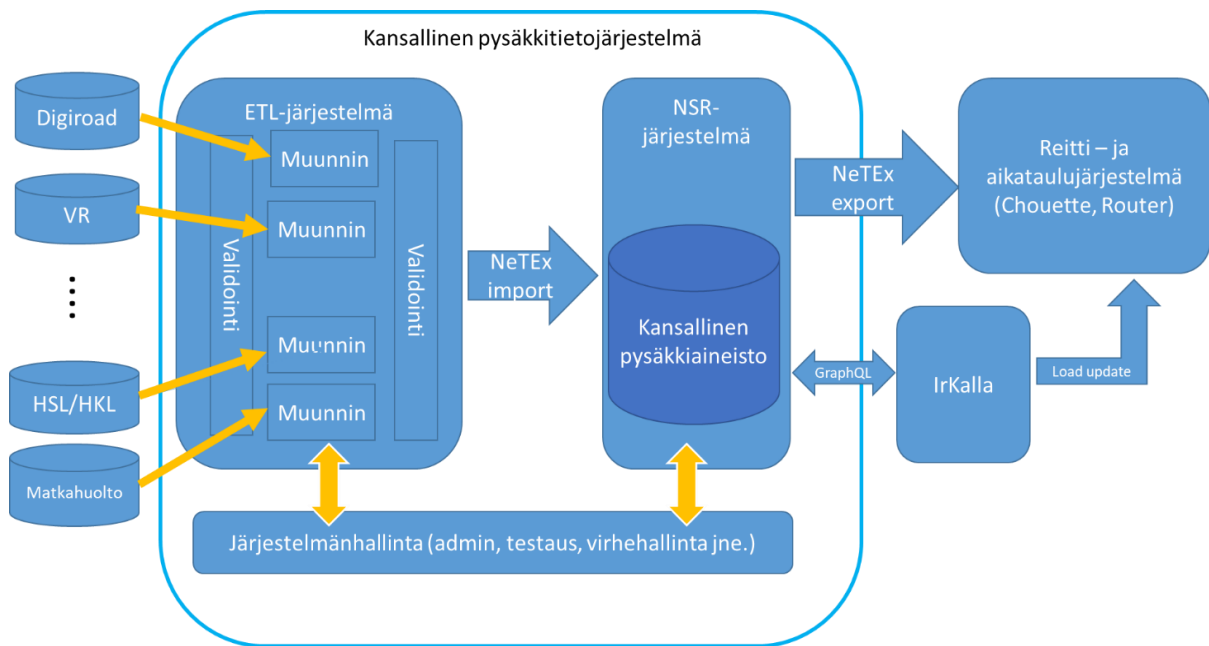 Kansallinen pysäkkitietojärjestelmä
Digiroad
VR
HSL/HKL
Matkahuolto
ETL-järjestelmä
Validointi
Muunnin
Muunnin
Muunnin
Muunnin
Validointi
NeTEx
import
NSR-
järjestelmä
Kansallinen
pysäkkiaineisto
NeTEx
export
Reitti – ja
aikataulujärjestelmä
(Chouette, Router)
GraphQL
IrKalla
Load update
Järjestelmänhallinta (admin, testaus, virhehallinta jne.)